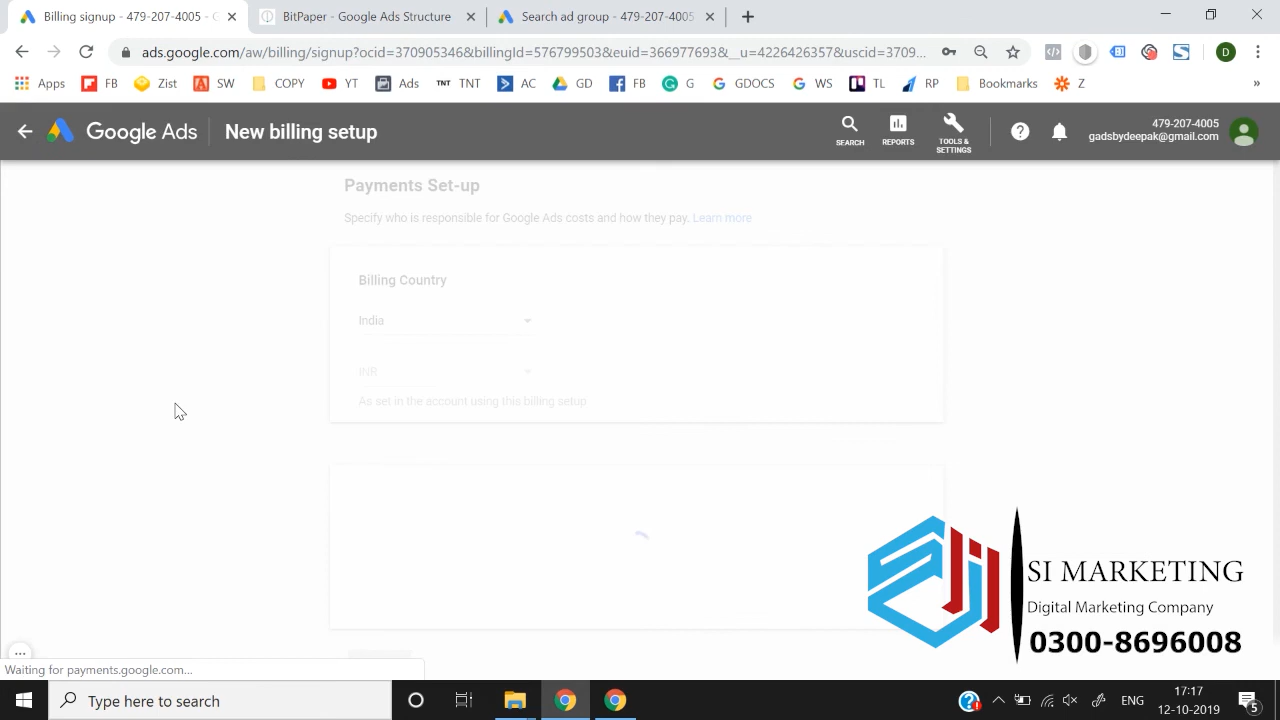 Billing signup - 479-207-4005 - G
BitPaper - Google Ads Structure
Search ad group - 479-207-4005
ads.google.com/aw/billing/signup?ocid=370905346&billingId=576799503&euid=366977693&__u=4226426357&uscid=3709...
Apps FB Zist SW COPY YT Ads TNT TNT AC GD FB G GDOCS WS TL RP Bookmarks Z
Google Ads
New billing setup
SEARCH
REPORTS
TOOLS &
SETTINGS
479-207-4005
gadsbydeepak@gmail.com
D
Payments Set-up
Specify who is responsible for Google Ads costs and how they pay. Learn more
Billing Country
India
INR
As set in the account using this billing setup
SI MARKETING
Digital Marketing Company
0300-8696008
Waiting for payments.google.com...
Type here to search
ENG
17:17
12-10-2019
5